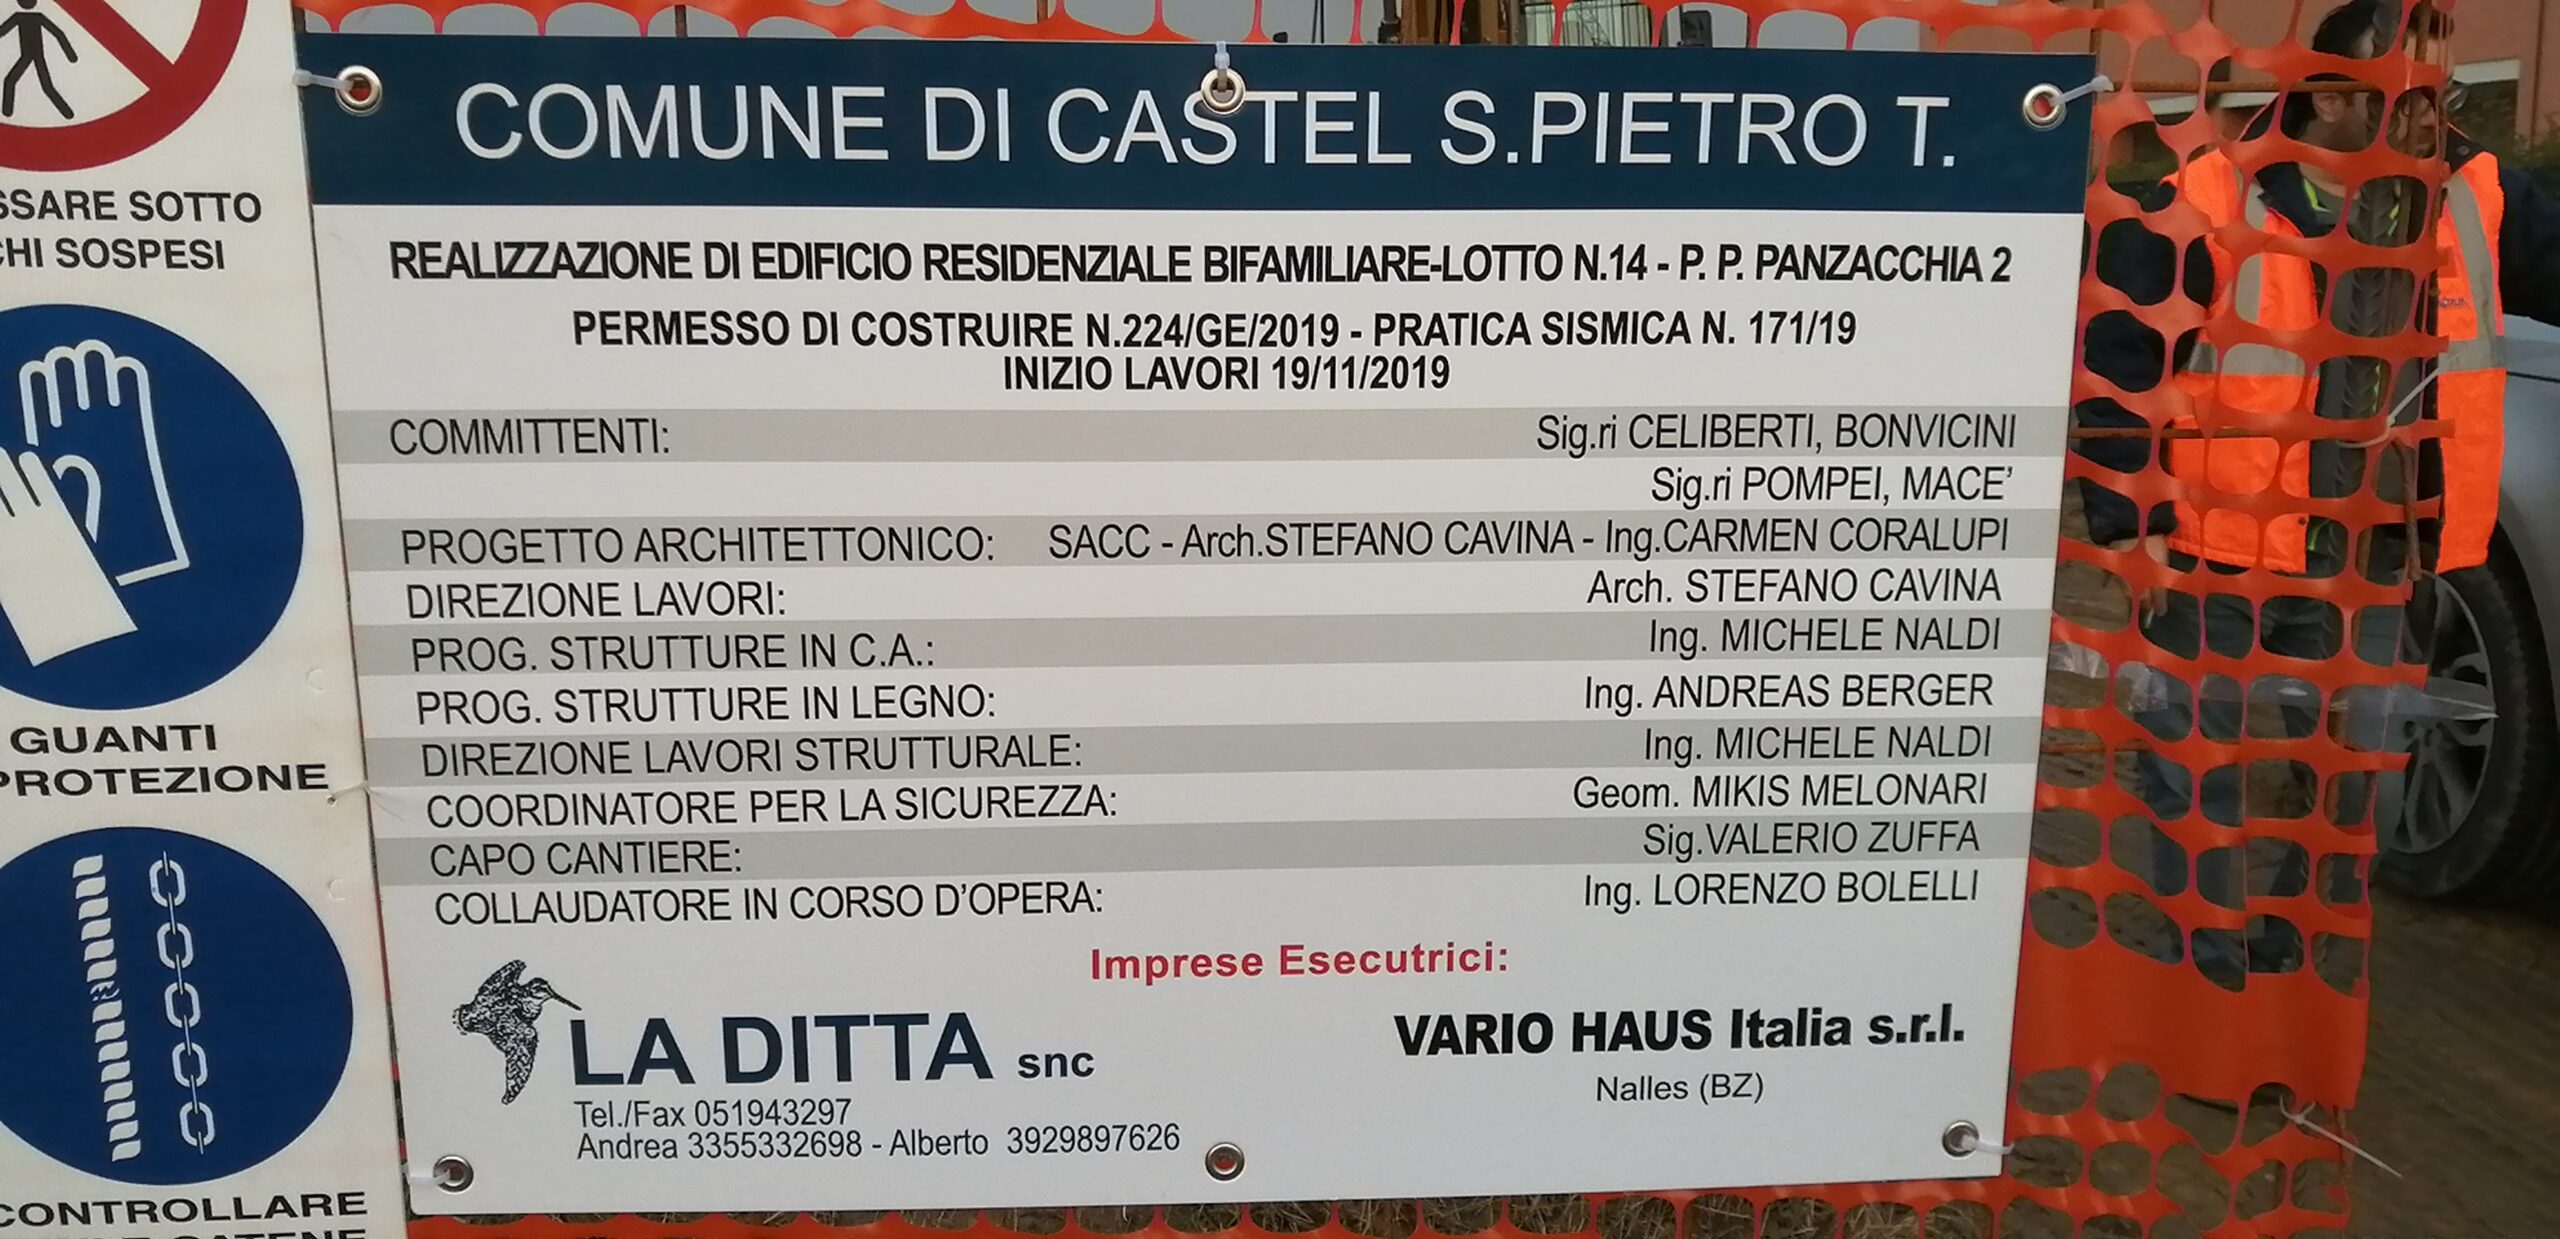 SSARE SOTTO
CHI SOSPESI
GUANTI
PROTEZIONE
CONTROLLARE
COMUNE DI CASTEL S.PIETRO T.
REALIZZAZIONE DI EDIFICIO RESIDENZIALE BIFAMILIARE-LOTTO N.14 - P. P. PANZACCHIA 2
PERMESSO DI COSTRUIRE N.224/GE/2019 - PRATICA SISMICA N. 171/19
INIZIO LAVORI 19/11/2019
COMMITTENTI: Sig.ri CELIBERTI, BONVICINI
Sig.ri POMPEI, MACE'
PROGETTO ARCHITETTONICO: SACC - Arch.STEFANO CAVINA - Ing.CARMEN CORALUPI
DIREZIONE LAVORI: Arch. STEFANO CAVINA
PROG. STRUTTURE IN C.A.: Ing. MICHELE NALDI
PROG. STRUTTURE IN LEGNO: Ing. ANDREAS BERGER
DIREZIONE LAVORI STRUTTURALE: Ing. MICHELE NALDI
COORDINATORE PER LA SICUREZZA: Geom. MIKIS MELONARI
CAPO CANTIERE: Sig.VALERIO ZUFFA
COLLAUDATORE IN CORSO D'OPERA: Ing. LORENZO BOLELLI
Imprese Esecutrici:
LA DITTA snc
Tel./Fax 051943297
Andrea 3355332698 - Alberto 3929897626
VARIO HAUS Italia s.r.l.
Nalles (BZ)